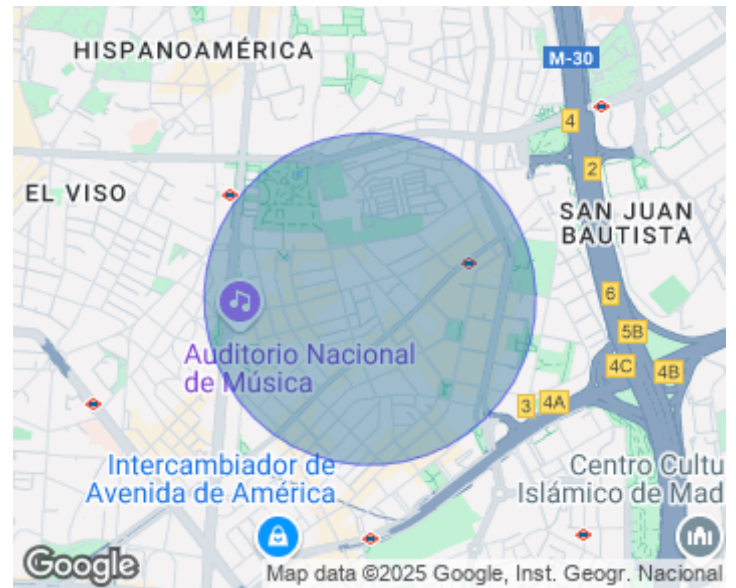 HISPANOAMÉRICA
M-30
4
2
EL VISO
SAN JUAN
BAUTISTA
6
5B
4C
4B
Auditorio Nacional
de Música
3
4A
Intercambiador de
Avenida de América
Centro Cultu
Islámico de Mad
Google
Map data ©2025 Google, Inst. Geogr. Nacional